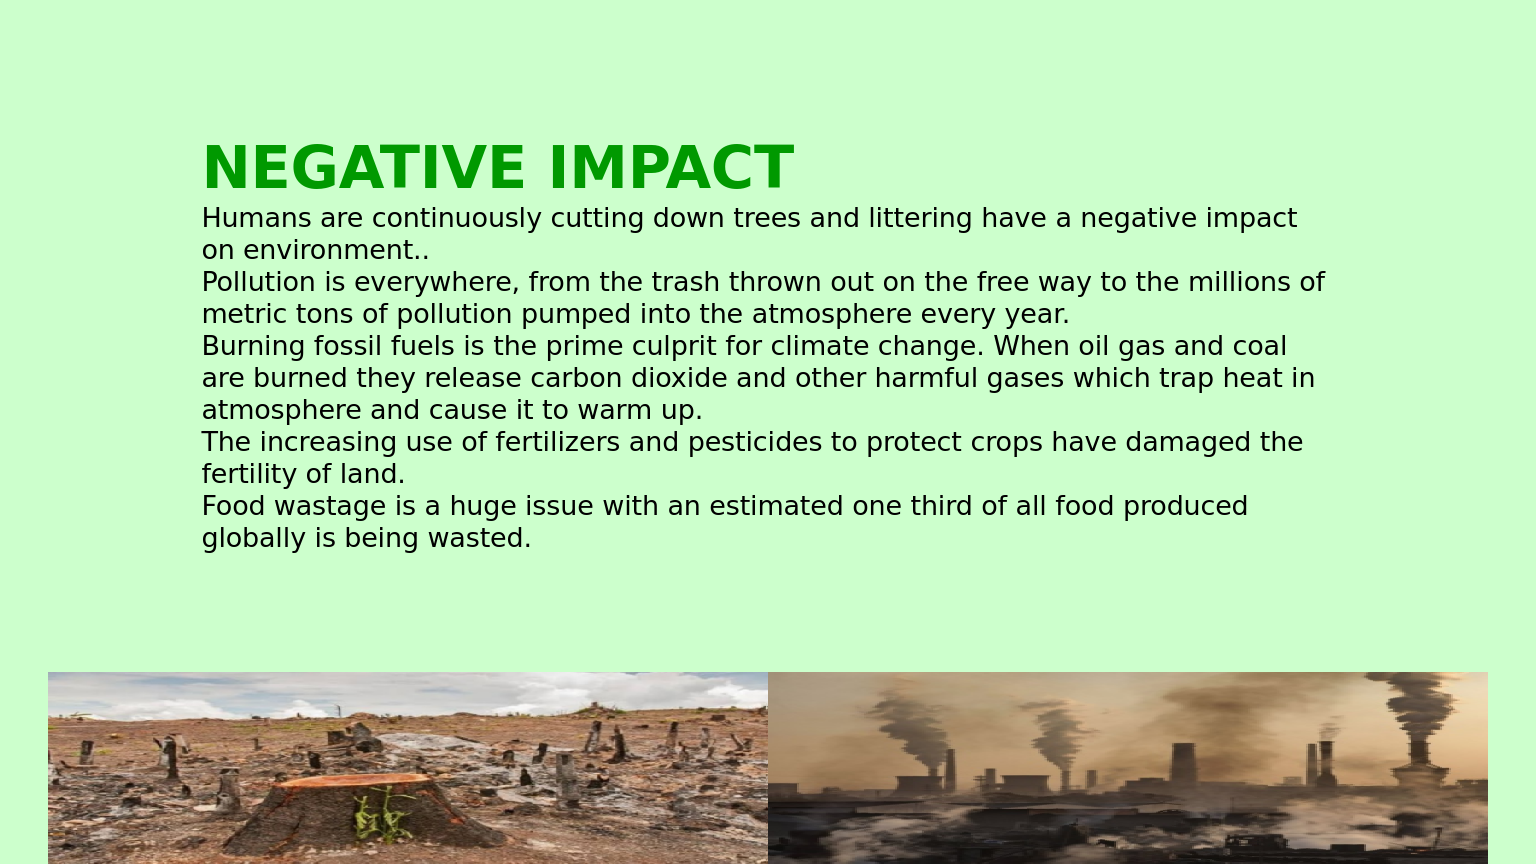 NEGATIVE IMPACT
Humans are continuously cutting down trees and littering have a negative impact
on environment..
Pollution is everywhere, from the trash thrown out on the free way to the millions of
metric tons of pollution pumped into the atmosphere every year.
Burning fossil fuels is the prime culprit for climate change. When oil gas and coal
are burned they release carbon dioxide and other harmful gases which trap heat in
atmosphere and cause it to warm up.
The increasing use of fertilizers and pesticides to protect crops have damaged the
fertility of land.
Food wastage is a huge issue with an estimated one third of all food produced
globally is being wasted.